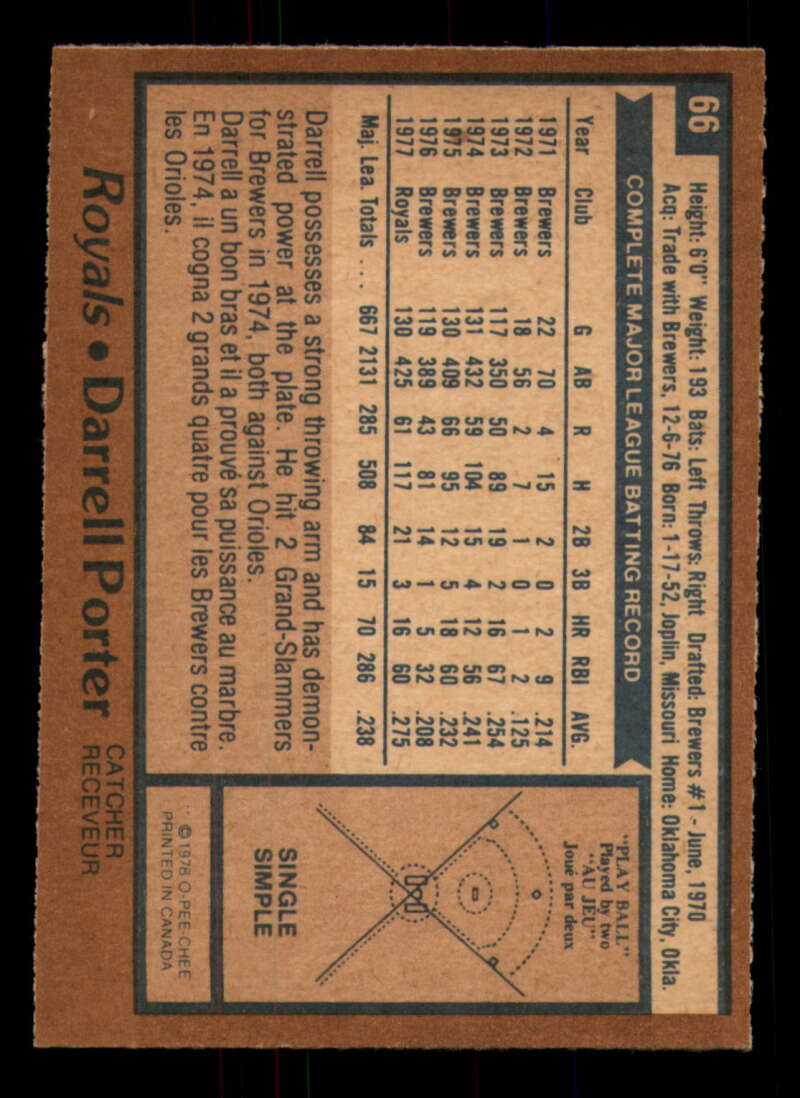 66
Height: 6'0" Weight: 193 Bats: Left Throws: Right Drafted: Brewers #1 - June, 1970
Acq: Trade with Brewers, 12-6-76 Born: 1-17-52, Joplin, Missouri Home: Oklahoma City, Okla.
COMPLETE MAJOR LEAGUE BATTING RECORD
Year Club G AB R H 2B 3B HR RBI AVG.
1971 Brewers 22 70 4 15 2 0 2 9 .214
1972 Brewers 18 56 2 7 1 0 1 2 .125
1973 Brewers 117 350 50 89 19 2 16 67 .254
1974 Brewers 131 432 59 104 15 4 12 56 .241
1975 Brewers 130 409 66 95 12 5 18 60 .232
1976 Brewers 119 389 43 81 14 1 5 32 .208
1977 Royals 130 425 61 117 21 3 16 60 .275
Maj. Lea. Totals ... 667 2131 285 508 84 15 70 286 .238
Darrell possesses a strong throwing arm and has demon-
strated power at the plate. He hit 2 Grand-Slammers
for Brewers in 1974, both against Orioles.
Darrell a un bon bras et il a prouvé sa puissance au marbre.
En 1974, il cogna 2 grands quatre pour les Brewers contre
les Orioles.
"PLAY BALL"
Played by two
"AU JEU"
Joué par deux
SINGLE
SIMPLE
© 1978 O-PEE-CHEE
PRINTED IN CANADA
Royals • Darrell Porter
CATCHER
RECEVEUR